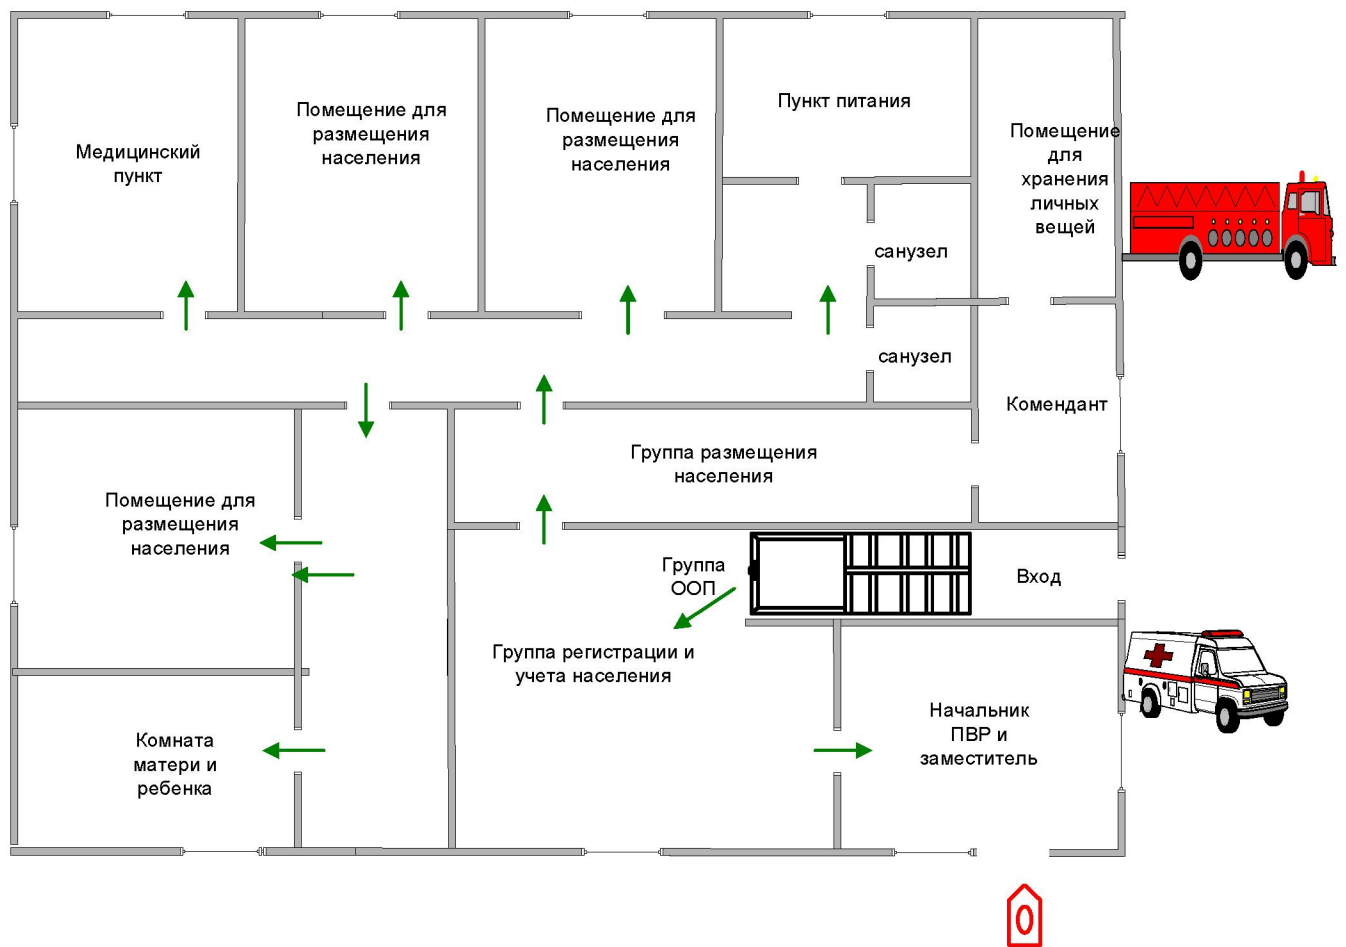 Медицинский
пункт
Помещение для
размещения
населения
Помещение для
размещения
населения
Пункт питания
Помещение
для
хранения
личных
вещей
санузел
санузел
Комендант
Группа размещения
населения
Помещение для
размещения
населения
Группа
ООП
Вход
Группа регистрации и
учета населения
Начальник
ПВР и
заместитель
Комната
матери и
ребенка
0